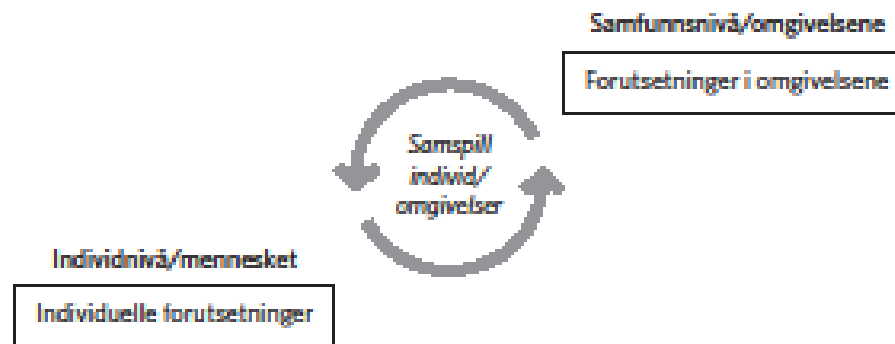 Samfunnsnivå/omgivelsene
Forutsetninger i omgivelsene
Samspill
individ/
omgivelser
Individnivå/mennesket
Individuelle forutsetninger